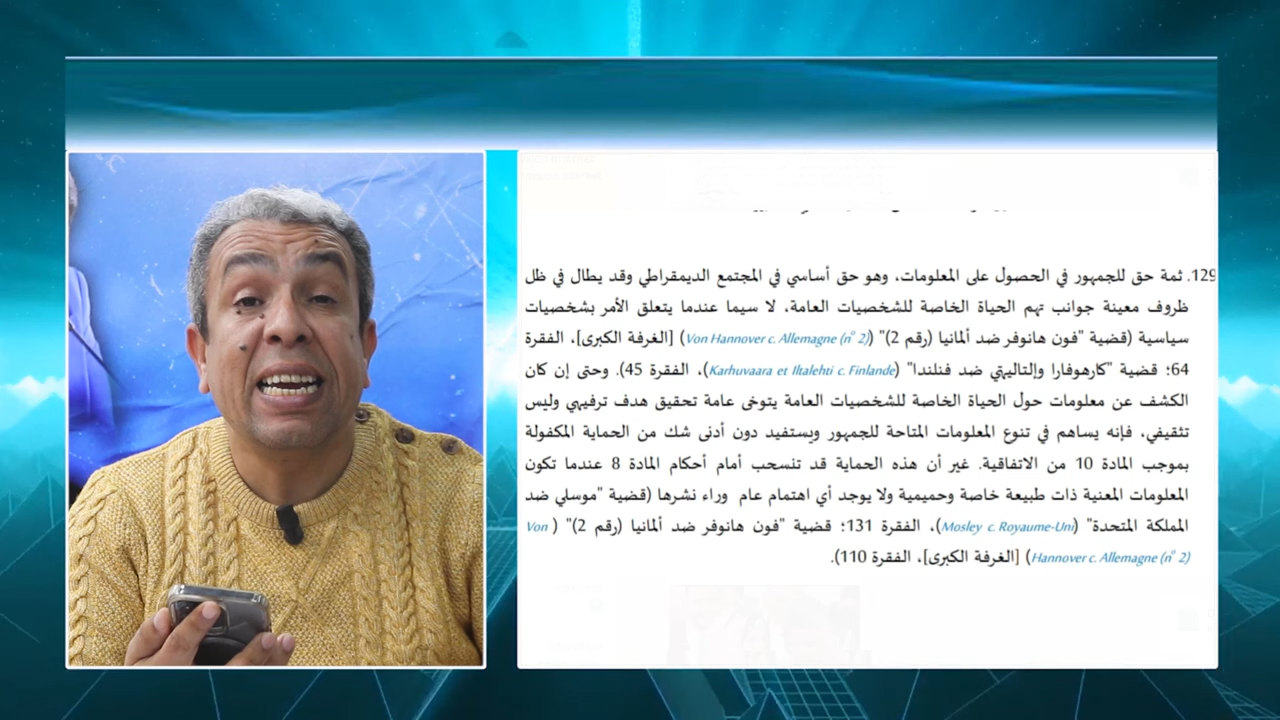 129. ثمة حق للجمهور في الحصول على المعلومات، وهو حق أساسي في المجتمع الديمقراطي وقد يطال في ظل
ظروف معينة جوانب تهم الحياة الخاصة للشخصيات العامة، لا سيما عندما يتعلق الأمر بشخصيات
سياسية (قضية "فون هانوفر ضد ألمانيا (رقم 2)" (Von Hannover c. Allemagne (n° 2)) [الغرفة الكبرى]، الفقرة
64؛ قضية "كارهوفارا وإلتاليهتي ضد فنلندا" (Karhuvaara et Iltalehti c. Finlande)، الفقرة 45). وحتى إن كان
الكشف عن معلومات حول الحياة الخاصة للشخصيات العامة يتوخى عامة تحقيق هدف ترفيهي وليس
تثقيفي، فإنه يساهم في تنوع المعلومات المتاحة للجمهور ويستفيد دون أدنى شك من الحماية المكفولة
بموجب المادة 10 من الاتفاقية. غير أن هذه الحماية قد تنسحب أمام أحكام المادة 8 عندما تكون
المعلومات المعنية ذات طبيعة خاصة وحميمية ولا يوجد أي اهتمام عام وراء نشرها (قضية "موسلي ضد
المملكة المتحدة" (Mosley c. Royaume-Uni)، الفقرة 131؛ قضية "فون هانوفر ضد ألمانيا (رقم 2)" (Von
Hannover c. Allemagne (n° 2)) [الغرفة الكبرى]، الفقرة 110).